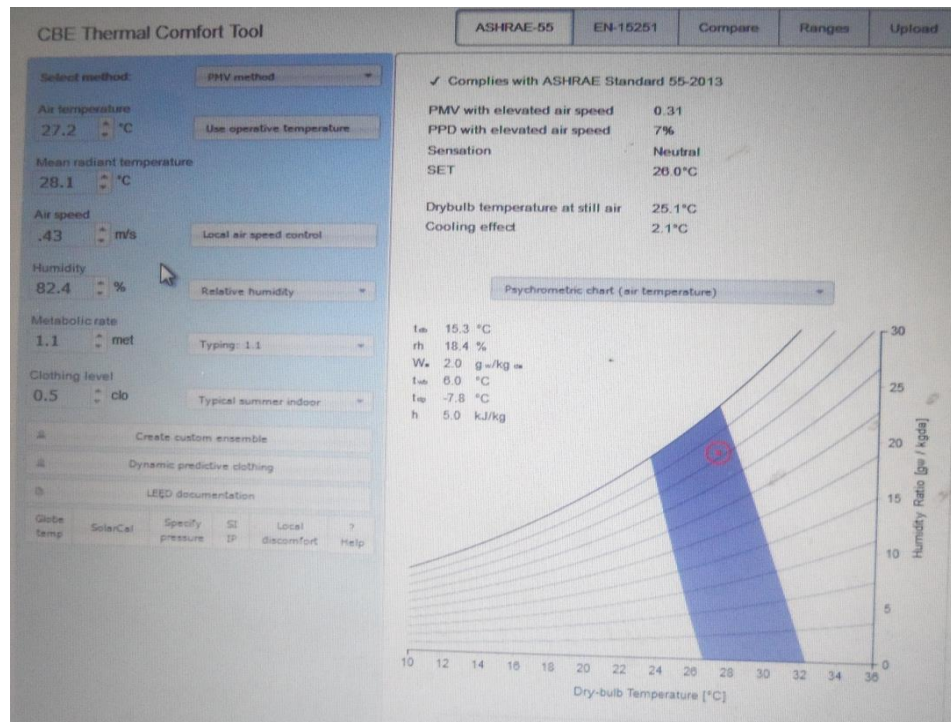 CBE Thermal Comfort Tool
ASHRAE-55
EN-15251
Compare
Ranges
Upload
Select method:
PMV method
Air temperature
27.2 °C
Use operative temperature
Mean radiant temperature
28.1 °C
Air speed
.43 m/s
Local air speed control
Humidity
82.4 %
Relative humidity
Metabolic rate
1.1 met
Typing: 1.1
Clothing level
0.5 clo
Typical summer indoor
Create custom ensemble
Dynamic predictive clothing
LEED documentation
Globe temp
SolarCal
Specify pressure
SI IP
Local discomfort
? Help
✓ Complies with ASHRAE Standard 55-2013
PMV with elevated air speed 0.31
PPD with elevated air speed 7%
Sensation Neutral
SET 26.0°C
Drybulb temperature at still air 25.1°C
Cooling effect 2.1°C
Psychrometric chart (air temperature)
15.3 °C
rh 18.4 %
2.0
6.0 °C
-7.8 °C
h 5.0 kJ/kg
30
25
20
15
10
5
0
Humidity Ratio [gw / kgda]
10 12 14 16 18 20 22 24 26 28 30 32 34 36
Dry-bulb Temperature [°C]